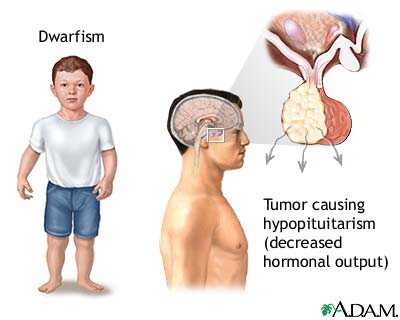 Dwarfism
Tumor causing
hypopituitarism
(decreased
hormonal output)
A.D.A.M.